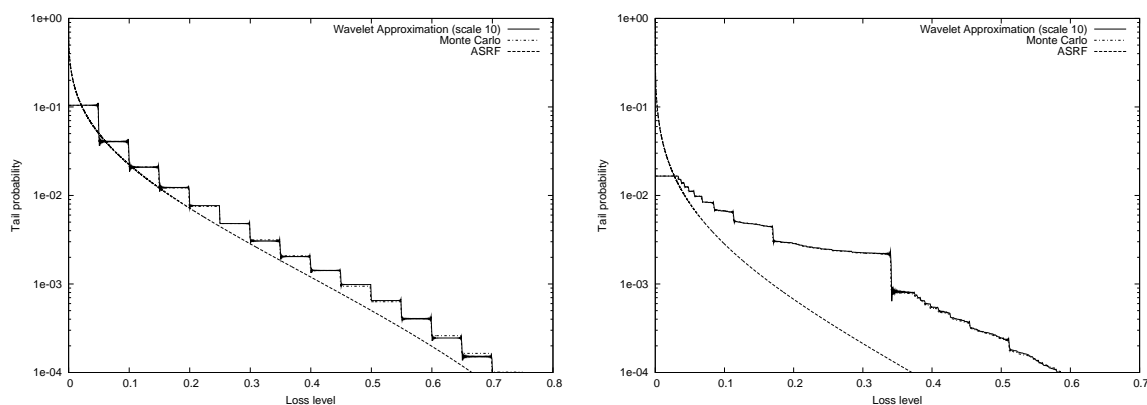 1e+00
Wavelet Approximation (scale 10)
Monte Carlo
ASRF
1e-01
1e-02
1e-03
1e-04
Tail probability
0 0.1 0.2 0.3 0.4 0.5 0.6 0.7 0.8
Loss level
1e+00
Wavelet Approximation (scale 10)
Monte Carlo
ASRF
1e-01
1e-02
1e-03
1e-04
Tail probability
0 0.1 0.2 0.3 0.4 0.5 0.6 0.7
Loss level